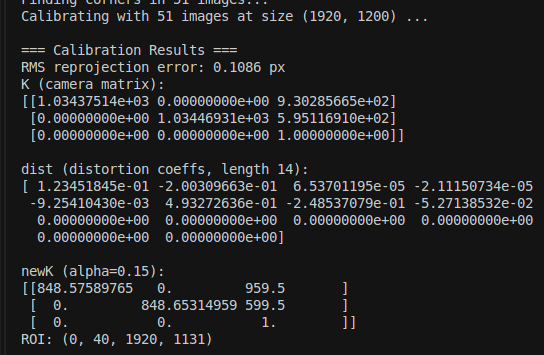 Finding corners in 51 images...
Calibrating with 51 images at size (1920, 1200) ...
=== Calibration Results ===
RMS reprojection error: 0.1086 px
K (camera matrix):
[[1.03437514e+03 0.00000000e+00 9.30285665e+02]
 [0.00000000e+00 1.03446931e+03 5.95116910e+02]
 [0.00000000e+00 0.00000000e+00 1.00000000e+00]]
dist (distortion coeffs, length 14):
[ 1.23451845e-01 -2.00309663e-01  6.53701195e-05 -2.11150734e-05
 -9.25410430e-03  4.93272636e-01 -2.48537079e-01 -5.27138532e-02
  0.00000000e+00  0.00000000e+00  0.00000000e+00  0.00000000e+00
  0.00000000e+00  0.00000000e+00]
newK (alpha=0.15):
[[848.57589765   0.         959.5       ]
 [  0.         848.65314959 599.5       ]
 [  0.           0.           1.        ]]
ROI: (0, 40, 1920, 1131)